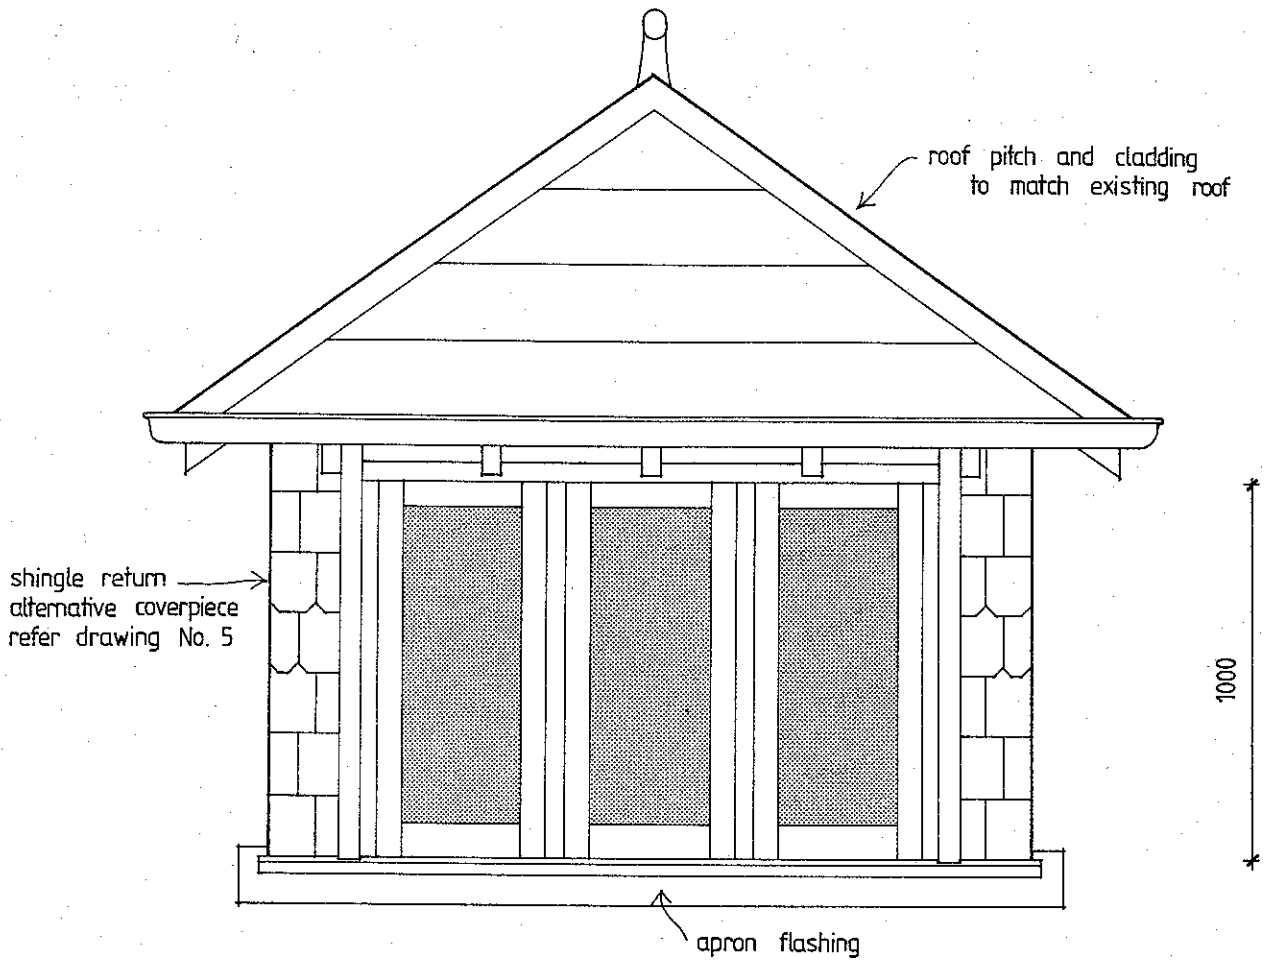 roof pitch and cladding
to match existing roof
shingle return
alternative coverpiece
refer drawing No. 5
1000
apron flashing